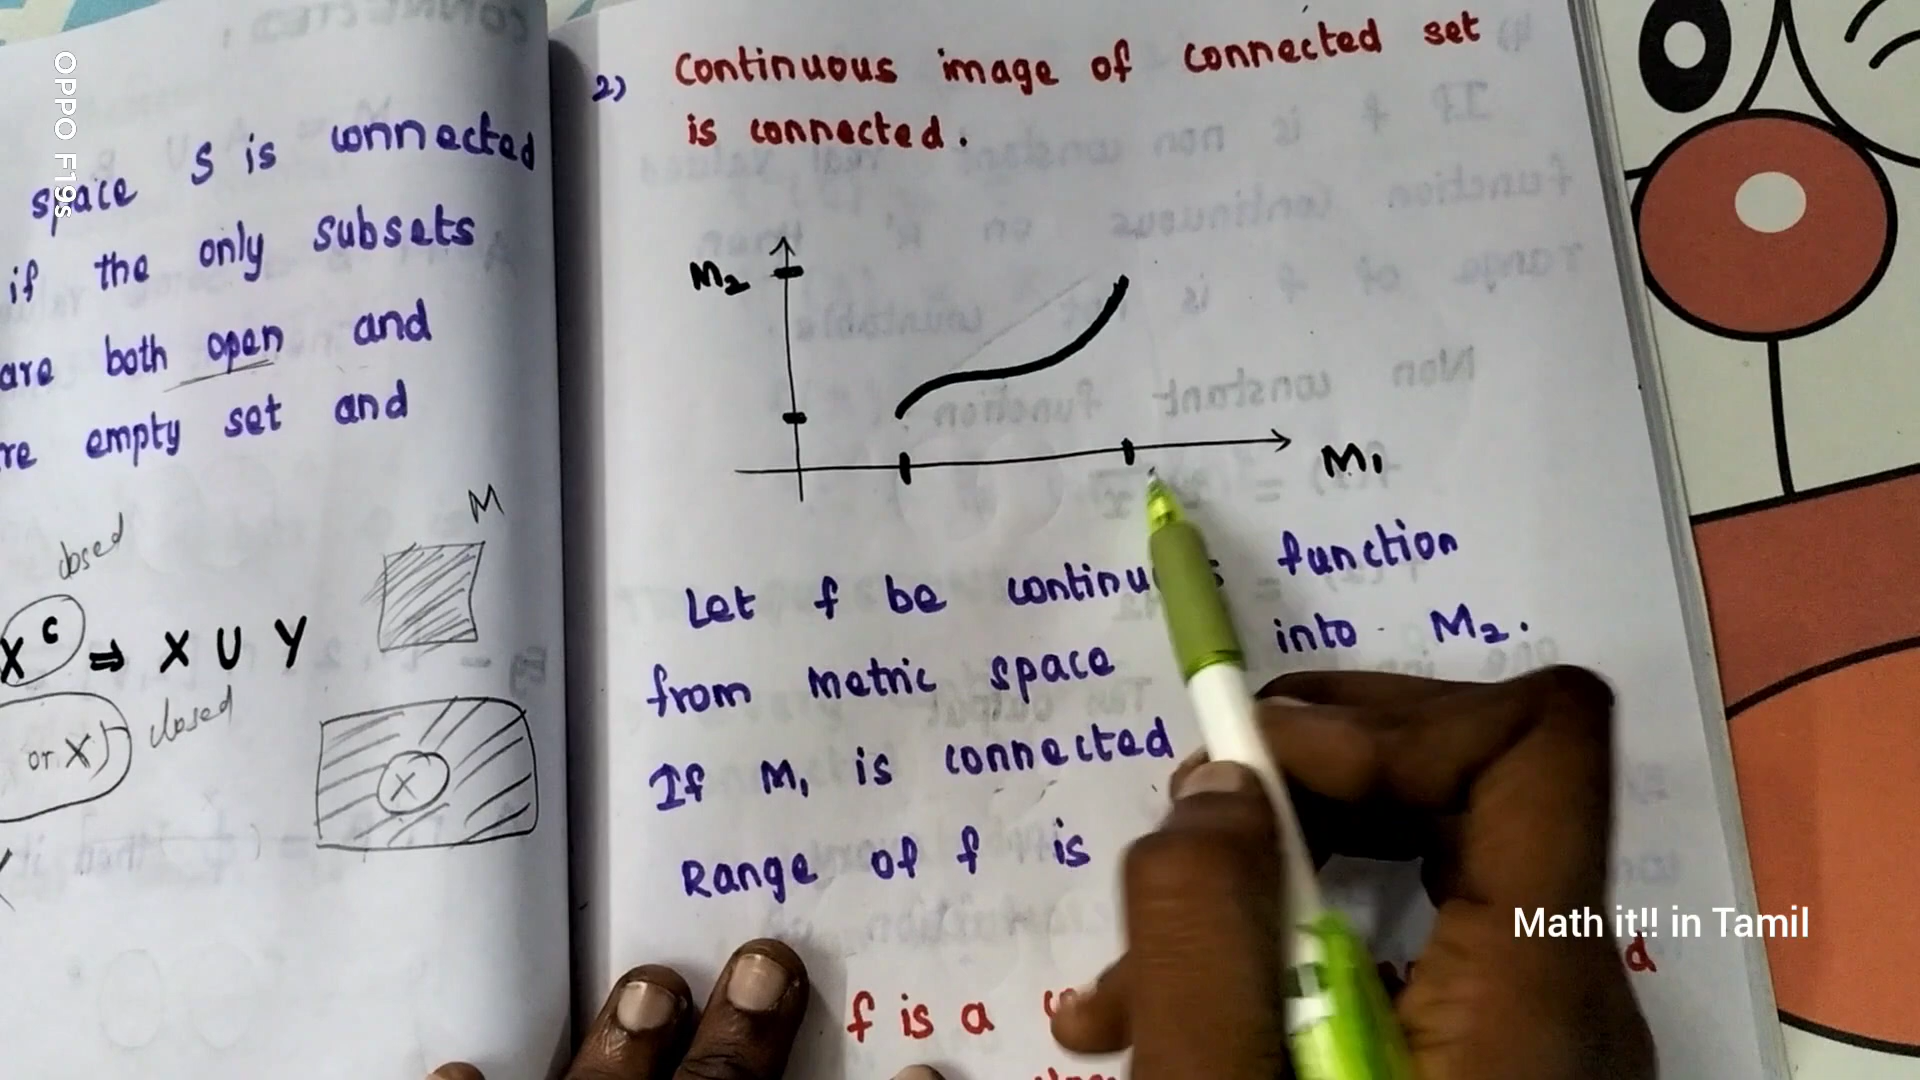 OPPO F19s
space S is connected
if the only subsets
are both open and
re empty set and
closed
M
X c ⇒ X U Y
or X) closed
X
2) Continuous image of connected set
is connected.
M₂
M₁
Let f be continu function
from metric space into M₂.
If M₁ is connected
Range of f is
f is a
Math it!! in Tamil